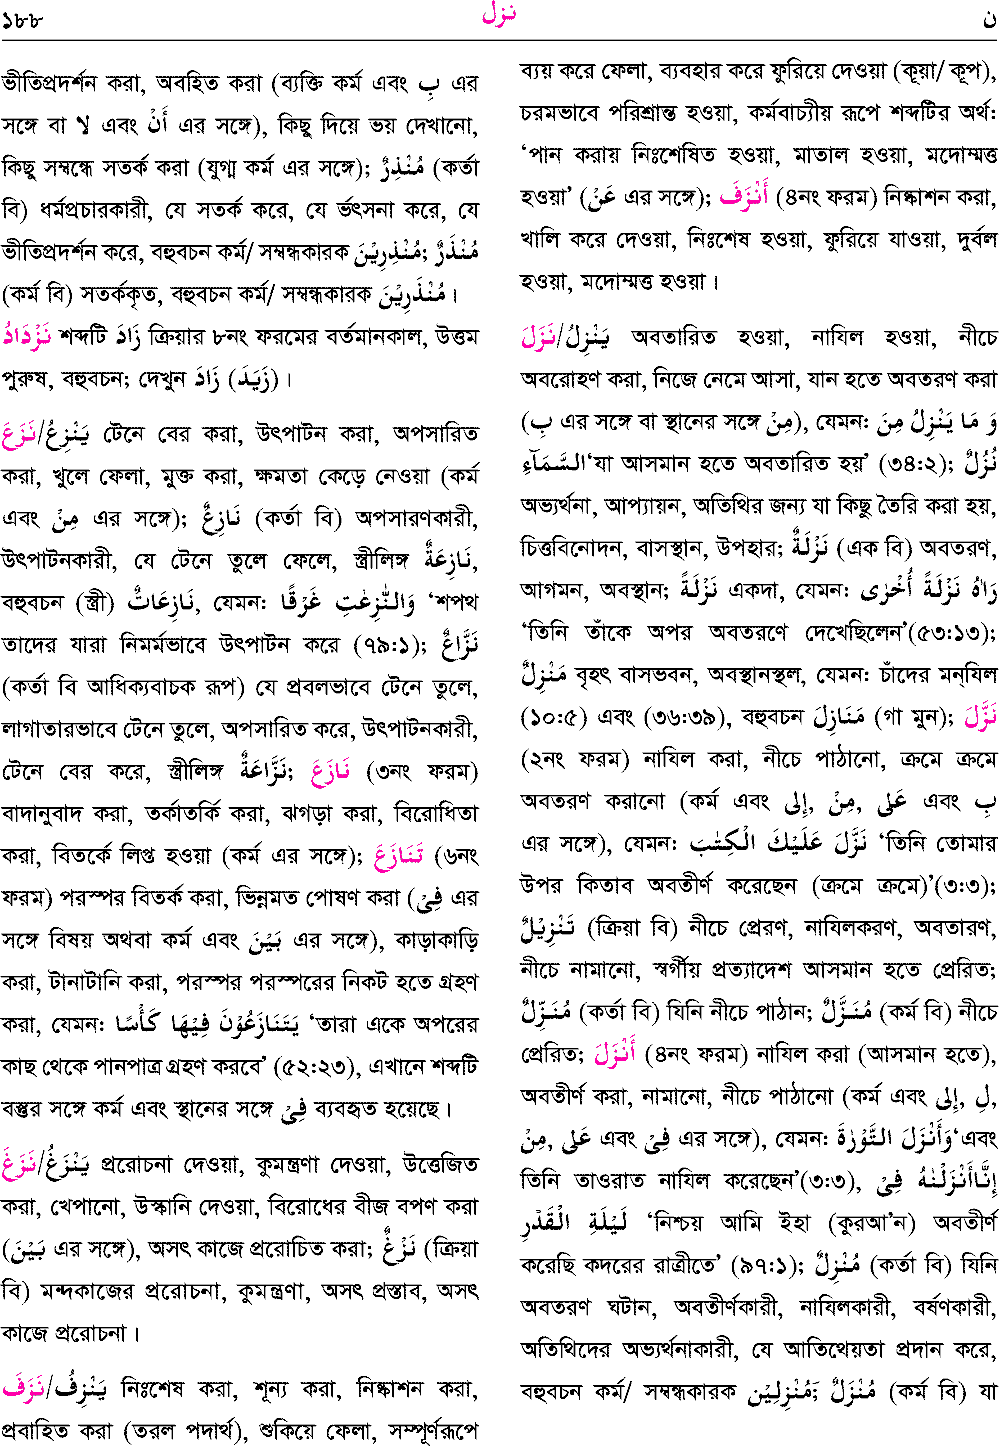 ১৮৮ نزل ن
ভীতিপ্রদর্শন করা, অবহিত করা (ব্যক্তি কর্ম এবং بِ এর
সঙ্গে বা لا এবং أَنْ এর সঙ্গে), কিছু দিয়ে ভয় দেখানো,
কিছু সম্বন্ধে সতর্ক করা (যুগ্ম কর্ম এর সঙ্গে); مُنْذِرٌ (কর্তা
বি) ধর্মপ্রচারকারী, যে সতর্ক করে, যে র্ভৎসনা করে, যে
ভীতিপ্রদর্শন করে, বহুবচন কর্ম/ সম্বন্ধকারক مُنْذِرِيْنَ; مُنْذَرٌ
(কর্ম বি) সতর্ককৃত, বহুবচন কর্ম/ সম্বন্ধকারক مُنْذَرِيْنَ ।
نَزْدَادُ শব্দটি زَادَ ক্রিয়ার ৮নং ফরমের বর্তমানকাল, উত্তম
পুরুষ, বহুবচন; দেখুন زَادَ (زَيَدَ) ।
نَزَعَ/يَنْزِعُ টেনে বের করা, উৎপাটন করা, অপসারিত
করা, খুলে ফেলা, মুক্ত করা, ক্ষমতা কেড়ে নেওয়া (কর্ম
এবং مِنْ এর সঙ্গে); نَازِعٌ (কর্তা বি) অপসারণকারী,
উৎপাটনকারী, যে টেনে তুলে ফেলে, স্ত্রীলিঙ্গ نَازِعَةٌ,
বহুবচন (স্ত্রী) نَازِعَاتٌ, যেমন: وَالنّٰزِعٰتِ غَرْقًا ‘শপথ
তাদের যারা নিমর্মভাবে উৎপাটন করে (৭৯:১); نَزَّاعٌ
(কর্তা বি আধিক্যবাচক রূপ) যে প্রবলভাবে টেনে তুলে,
লাগাতারভাবে টেনে তুলে, অপসারিত করে, উৎপাটনকারী,
টেনে বের করে, স্ত্রীলিঙ্গ نَزَّاعَةٌ; نَازَعَ (৩নং ফরম)
বাদানুবাদ করা, তর্কাতর্কি করা, ঝগড়া করা, বিরোধিতা
করা, বিতর্কে লিপ্ত হওয়া (কর্ম এর সঙ্গে); تَنَازَعَ (৬নং
ফরম) পরস্পর বিতর্ক করা, ভিন্নমত পোষণ করা (فِيْ এর
সঙ্গে বিষয় অথবা কর্ম এবং بَيْنَ এর সঙ্গে), কাড়াকাড়ি
করা, টানাটানি করা, পরস্পর পরস্পরের নিকট হতে গ্রহণ
করা, যেমন: يَتَنَازَعُوْنَ فِيْهَا كَأْسًا ‘তারা একে অপরের
কাছ থেকে পানপাত্র গ্রহণ করবে’ (৫২:২৩), এখানে শব্দটি
বস্তুর সঙ্গে কর্ম এবং স্থানের সঙ্গে فِيْ ব্যবহৃত হয়েছে ।
نَزَغَ/يَنْزَغُ প্ররোচনা দেওয়া, কুমন্ত্রণা দেওয়া, উত্তেজিত
করা, খেপানো, উস্কানি দেওয়া, বিরোধের বীজ বপণ করা
(بَيْنَ এর সঙ্গে), অসৎ কাজে প্ররোচিত করা; نَزْغٌ (ক্রিয়া
বি) মন্দকাজের প্ররোচনা, কুমন্ত্রণা, অসৎ প্রস্তাব, অসৎ
কাজে প্ররোচনা ।
نَزَفَ/يَنْزِفُ নিঃশেষ করা, শূন্য করা, নিষ্কাশন করা,
প্রবাহিত করা (তরল পদার্থ), শুকিয়ে ফেলা, সম্পূর্ণরূপে
ব্যয় করে ফেলা, ব্যবহার করে ফুরিয়ে দেওয়া (কূয়া/ কূপ),
চরমভাবে পরিশ্রান্ত হওয়া, কর্মবাচ্যীয় রূপে শব্দটির অর্থ:
‘পান করায় নিঃশেষিত হওয়া, মাতাল হওয়া, মদোম্মত্ত
হওয়া’ (عَنْ এর সঙ্গে); أَنْزَفَ (৪নং ফরম) নিষ্কাশন করা,
খালি করে দেওয়া, নিঃশেষ হওয়া, ফুরিয়ে যাওয়া, দুর্বল
হওয়া, মদোম্মত্ত হওয়া ।
نَزَلَ/يَنْزِلُ অবতারিত হওয়া, নাযিল হওয়া, নীচে
অবরোহণ করা, নিজে নেমে আসা, যান হতে অবতরণ করা
(بِ এর সঙ্গে বা স্থানের সঙ্গে مِنْ), যেমন: وَ مَا يَنْزِلُ مِنَ
السَّمَآءِ‘যা আসমান হতে অবতারিত হয়’ (৩৪:২); نُزُلٌ
অভ্যর্থনা, আপ্যায়ন, অতিথির জন্য যা কিছু তৈরি করা হয়,
চিত্তবিনোদন, বাসস্থান, উপহার; نَزْلَةٌ (এক বি) অবতরণ,
আগমন, অবস্থান; نَزْلَةً একদা, যেমন: رَاهُ نَزْلَةً أُخْرٰى
‘তিনি তাঁকে অপর অবতরণে দেখেছিলেন’(৫৩:১৩);
مَنْزِلٌ বৃহৎ বাসভবন, অবস্থানস্থল, যেমন: চাঁদের মন্‌যিল
(১০:৫) এবং (৩৬:৩৯), বহুবচন مَنَازِلَ (গা মুন); نَزَّلَ
(২নং ফরম) নাযিল করা, নীচে পাঠানো, ক্রমে ক্রমে
অবতরণ করানো (কর্ম এবং إِلى, مِنْ, عَلى এবং بِ
এর সঙ্গে), যেমন: نَزَّلَ عَلَيْكَ الْكِتٰبَ ‘তিনি তোমার
উপর কিতাব অবতীর্ণ করেছেন (ক্রমে ক্রমে)’(৩:৩);
تَنْزِيْلٌ (ক্রিয়া বি) নীচে প্রেরণ, নাযিলকরণ, অবতারণ,
নীচে নামানো, স্বর্গীয় প্রত্যাদেশ আসমান হতে প্রেরিত;
مُنَزِّلٌ (কর্তা বি) যিনি নীচে পাঠান; مُنَزَّلٌ (কর্ম বি) নীচে
প্রেরিত; أَنْزَلَ (৪নং ফরম) নাযিল করা (আসমান হতে),
অবতীর্ণ করা, নামানো, নীচে পাঠানো (কর্ম এবং إِلى, لِ,
مِنْ, عَلى এবং فِيْ এর সঙ্গে), যেমন: وَأَنْزَلَ التَّوْرٰةَ‘এবং
তিনি তাওরাত নাযিল করেছেন’(৩:৩), إِنَّاأَنْزَلْنٰهُ فِيْ
لَيْلَةِ الْقَدْرِ ‘নিশ্চয় আমি ইহা (কুরআ’ন) অবতীর্ণ
করেছি কদরের রাত্রীতে’ (৯৭:১); مُنْزِلٌ (কর্তা বি) যিনি
অবতরণ ঘটান, অবতীর্ণকারী, নাযিলকারী, বর্ষণকারী,
অতিথিদের অভ্যর্থনাকারী, যে আতিথেয়তা প্রদান করে,
বহুবচন কর্ম/ সম্বন্ধকারক مُنْزِلِيْنَ; مُنْزَلٌ (কর্ম বি) যা